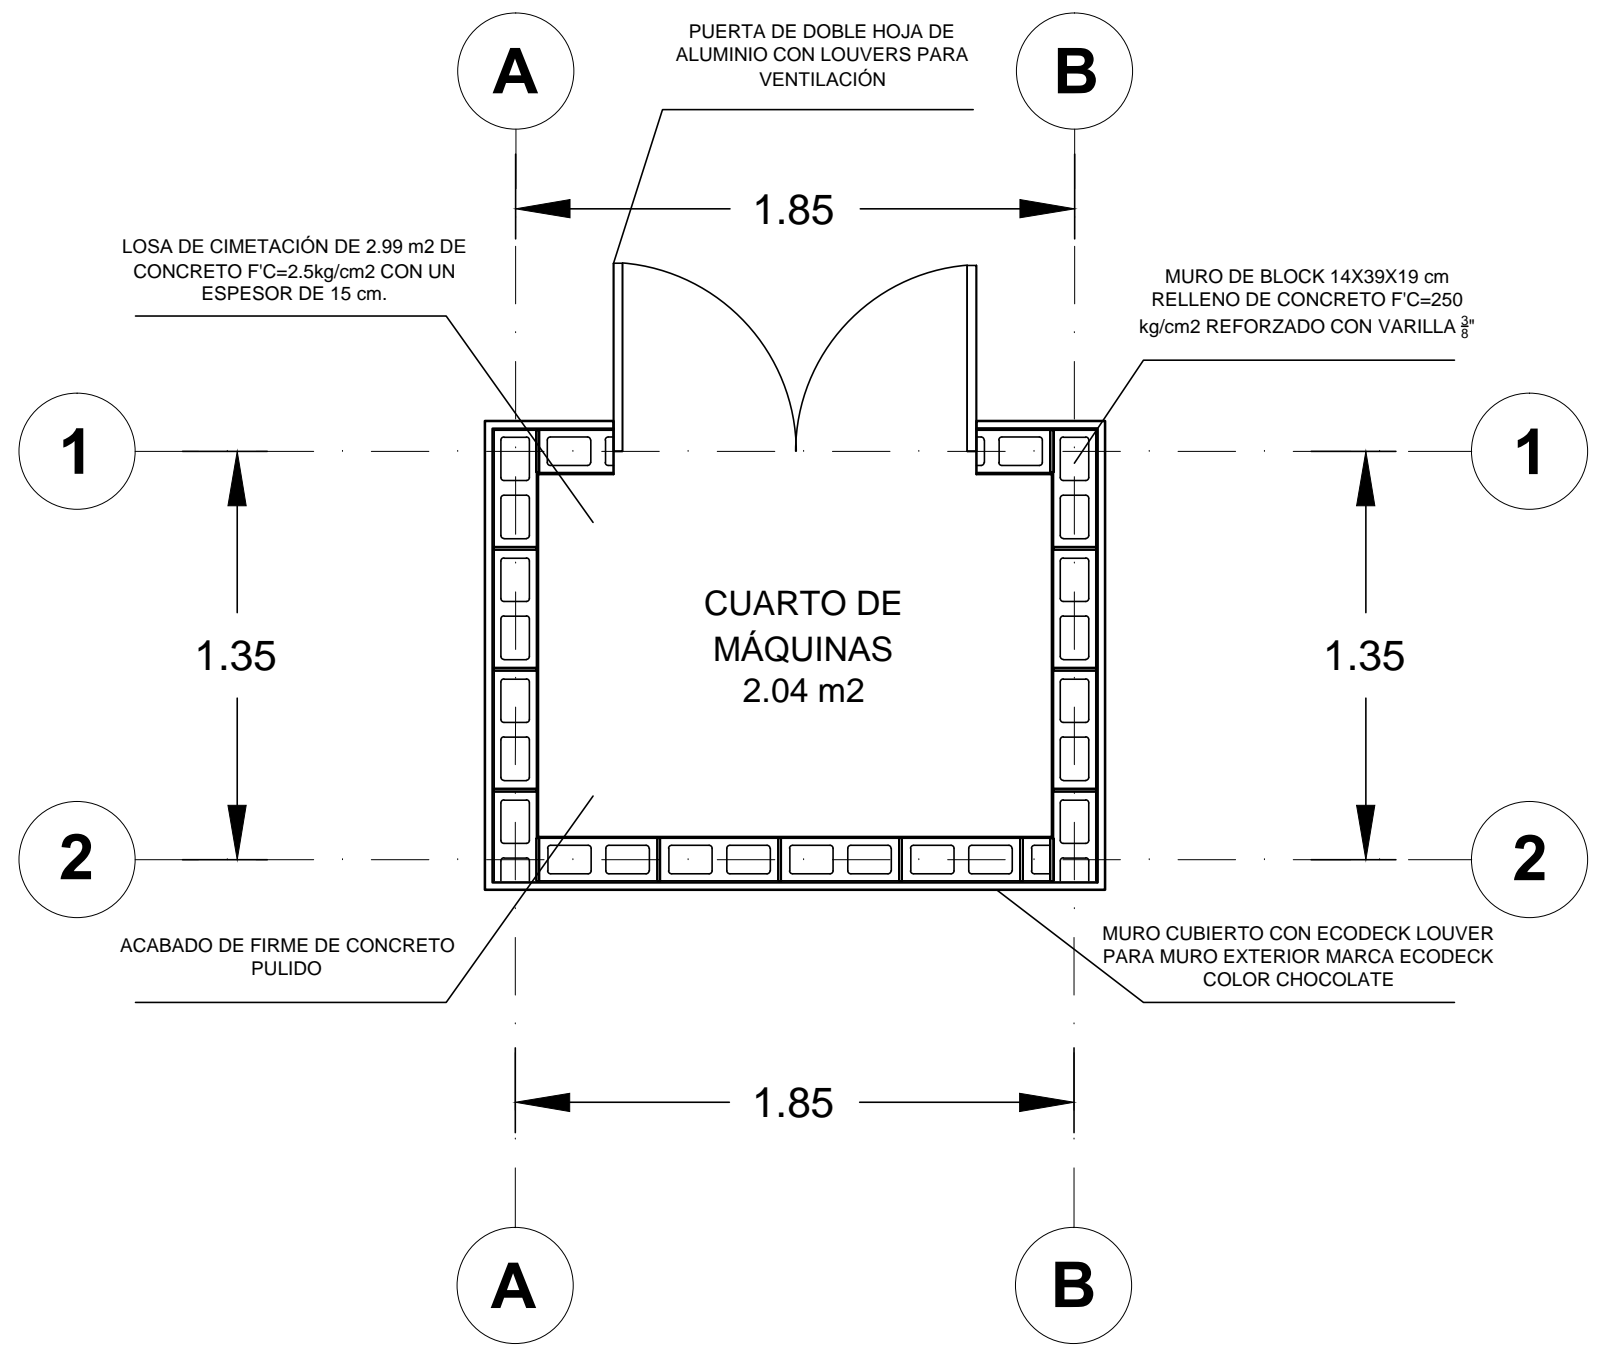 A
B
PUERTA DE DOBLE HOJA DE
ALUMINIO CON LOUVERS PARA
VENTILACIÓN
1.85
LOSA DE CIMETACIÓN DE 2.99 m2 DE
CONCRETO F'C=2.5kg/cm2 CON UN
ESPESOR DE 15 cm.
MURO DE BLOCK 14X39X19 cm
RELLENO DE CONCRETO F'C=250
kg/cm2 REFORZADO CON VARILLA 3/8"
1
1
1.35
CUARTO DE
MÁQUINAS
2.04 m2
1.35
2
2
ACABADO DE FIRME DE CONCRETO
PULIDO
MURO CUBIERTO CON ECODECK LOUVER
PARA MURO EXTERIOR MARCA ECODECK
COLOR CHOCOLATE
1.85
A
B